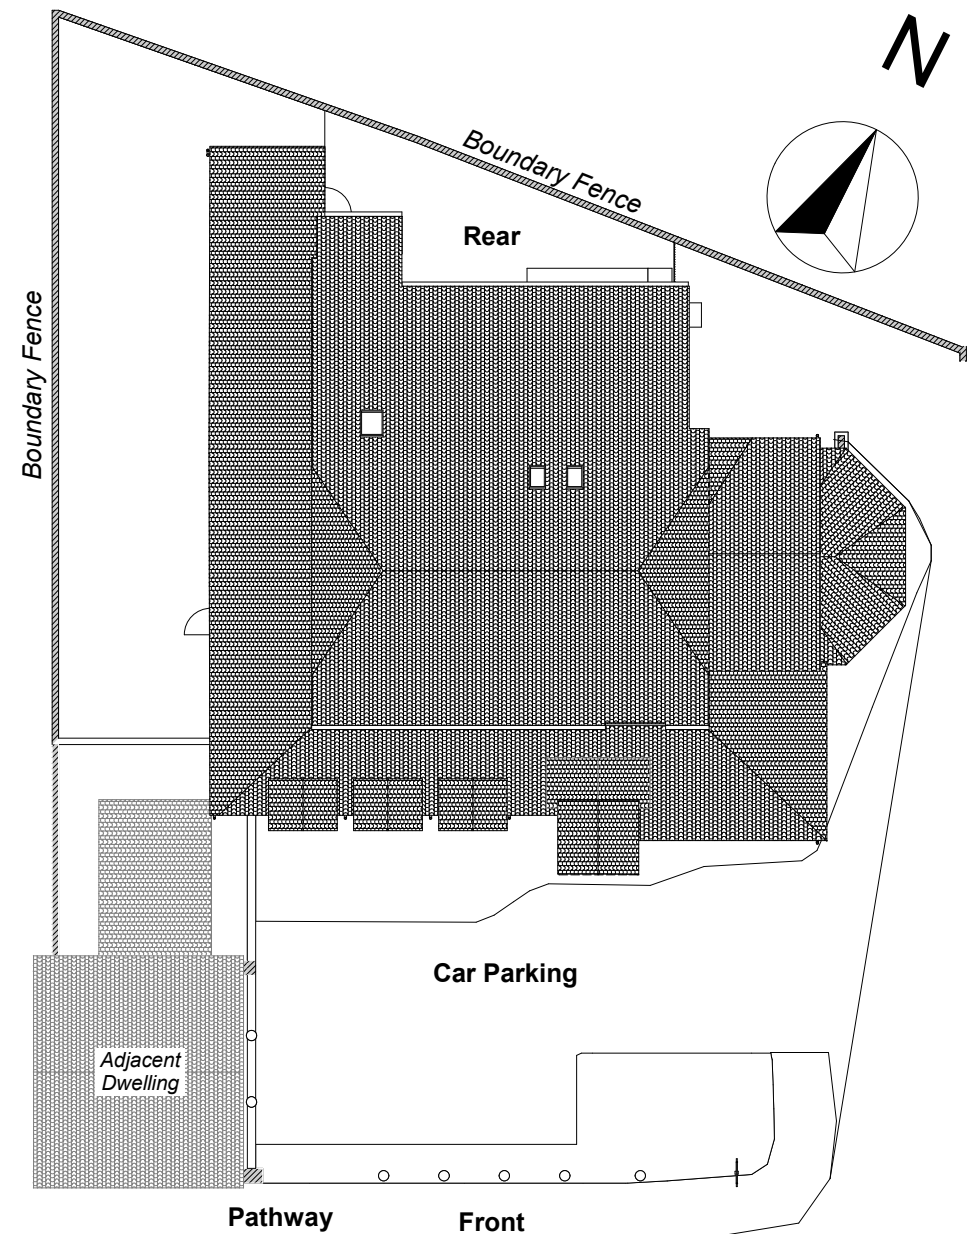 N
Boundary Fence
Rear
Boundary Fence
Car Parking
Adjacent
Dwelling
Pathway
Front